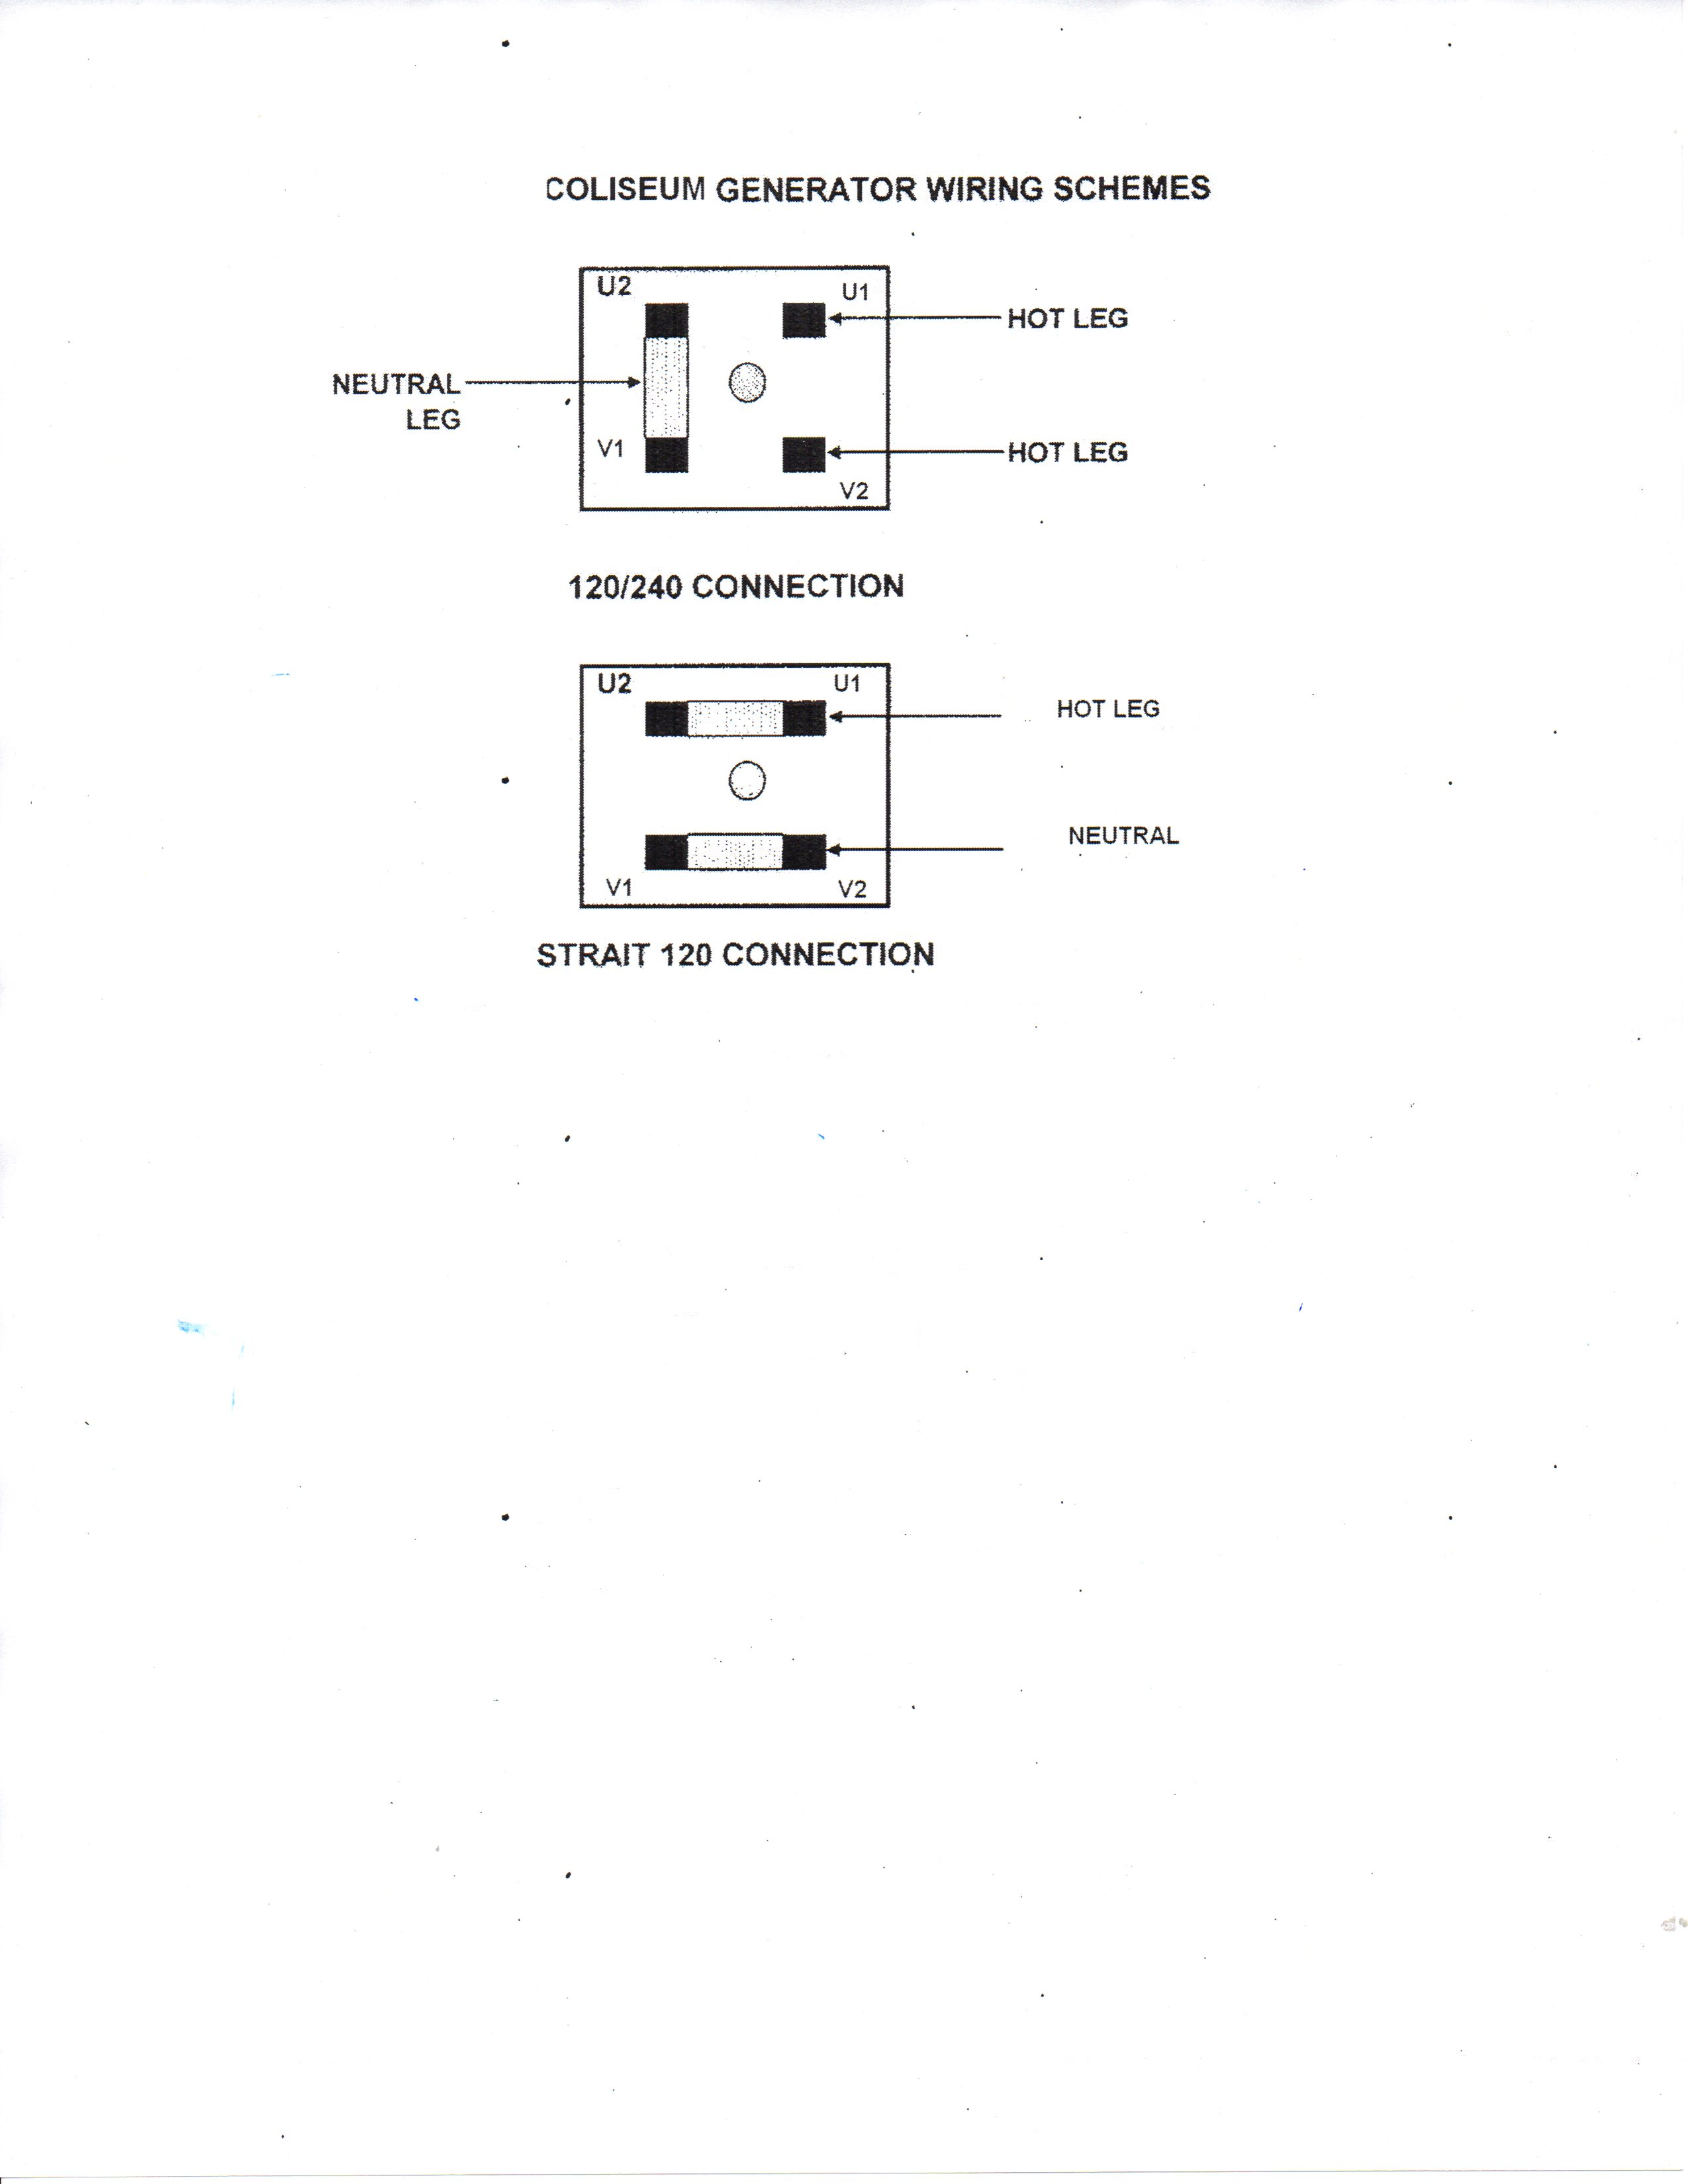 COLISEUM GENERATOR WIRING SCHEMES
U2
U1
HOT LEG
NEUTRAL
LEG
V1
HOT LEG
V2
120/240 CONNECTION
U2
U1
HOT LEG
NEUTRAL
V1
V2
STRAIT 120 CONNECTION